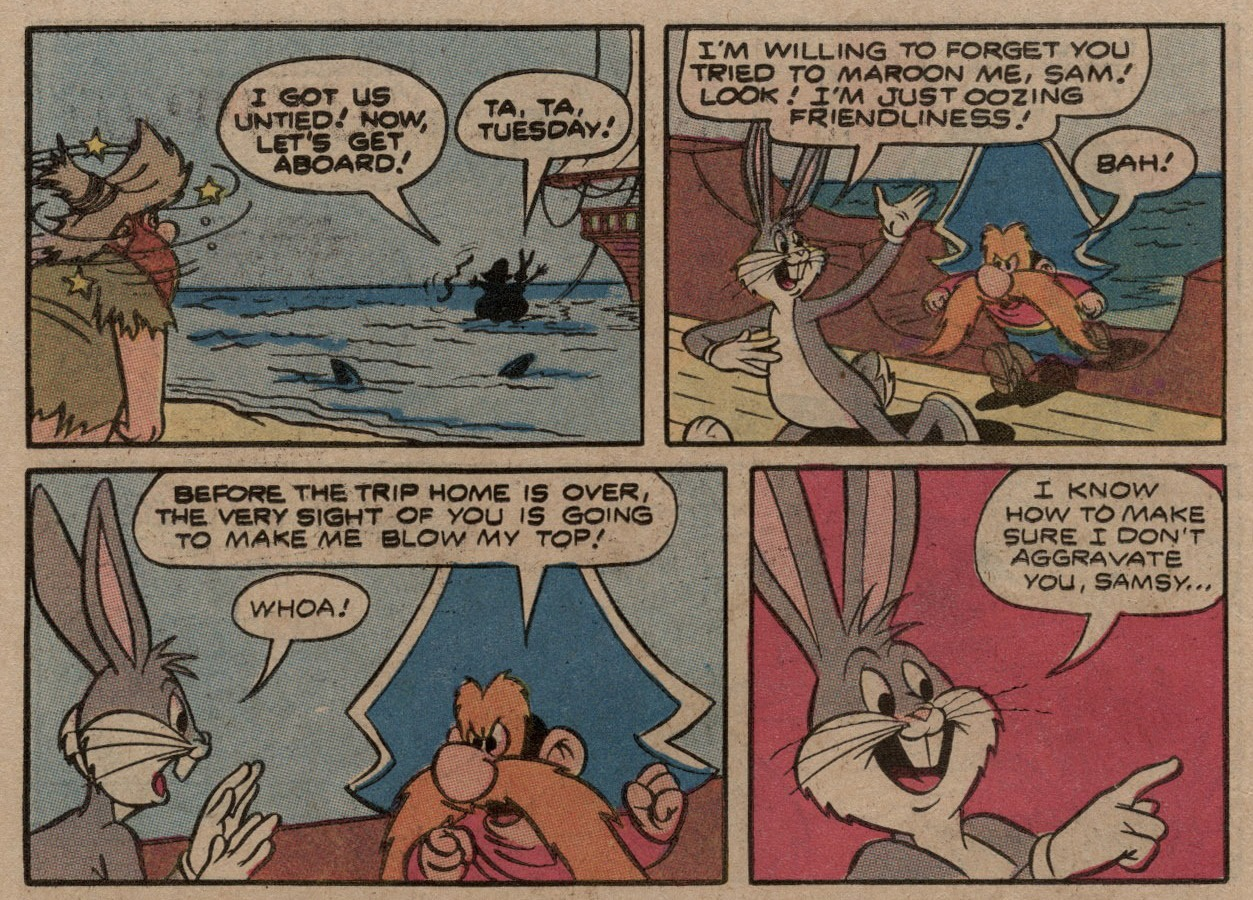 I GOT US
UNTIED! NOW,
LET'S GET
ABOARD!
TA, TA,
TUESDAY!
I'M WILLING TO FORGET YOU
TRIED TO MAROON ME, SAM!
LOOK! I'M JUST OOZING
FRIENDLINESS!
BAH!
BEFORE THE TRIP HOME IS OVER,
THE VERY SIGHT OF YOU IS GOING
TO MAKE ME BLOW MY TOP!
WHOA!
I KNOW
HOW TO MAKE
SURE I DON'T
AGGRAVATE
YOU, SAMSY...